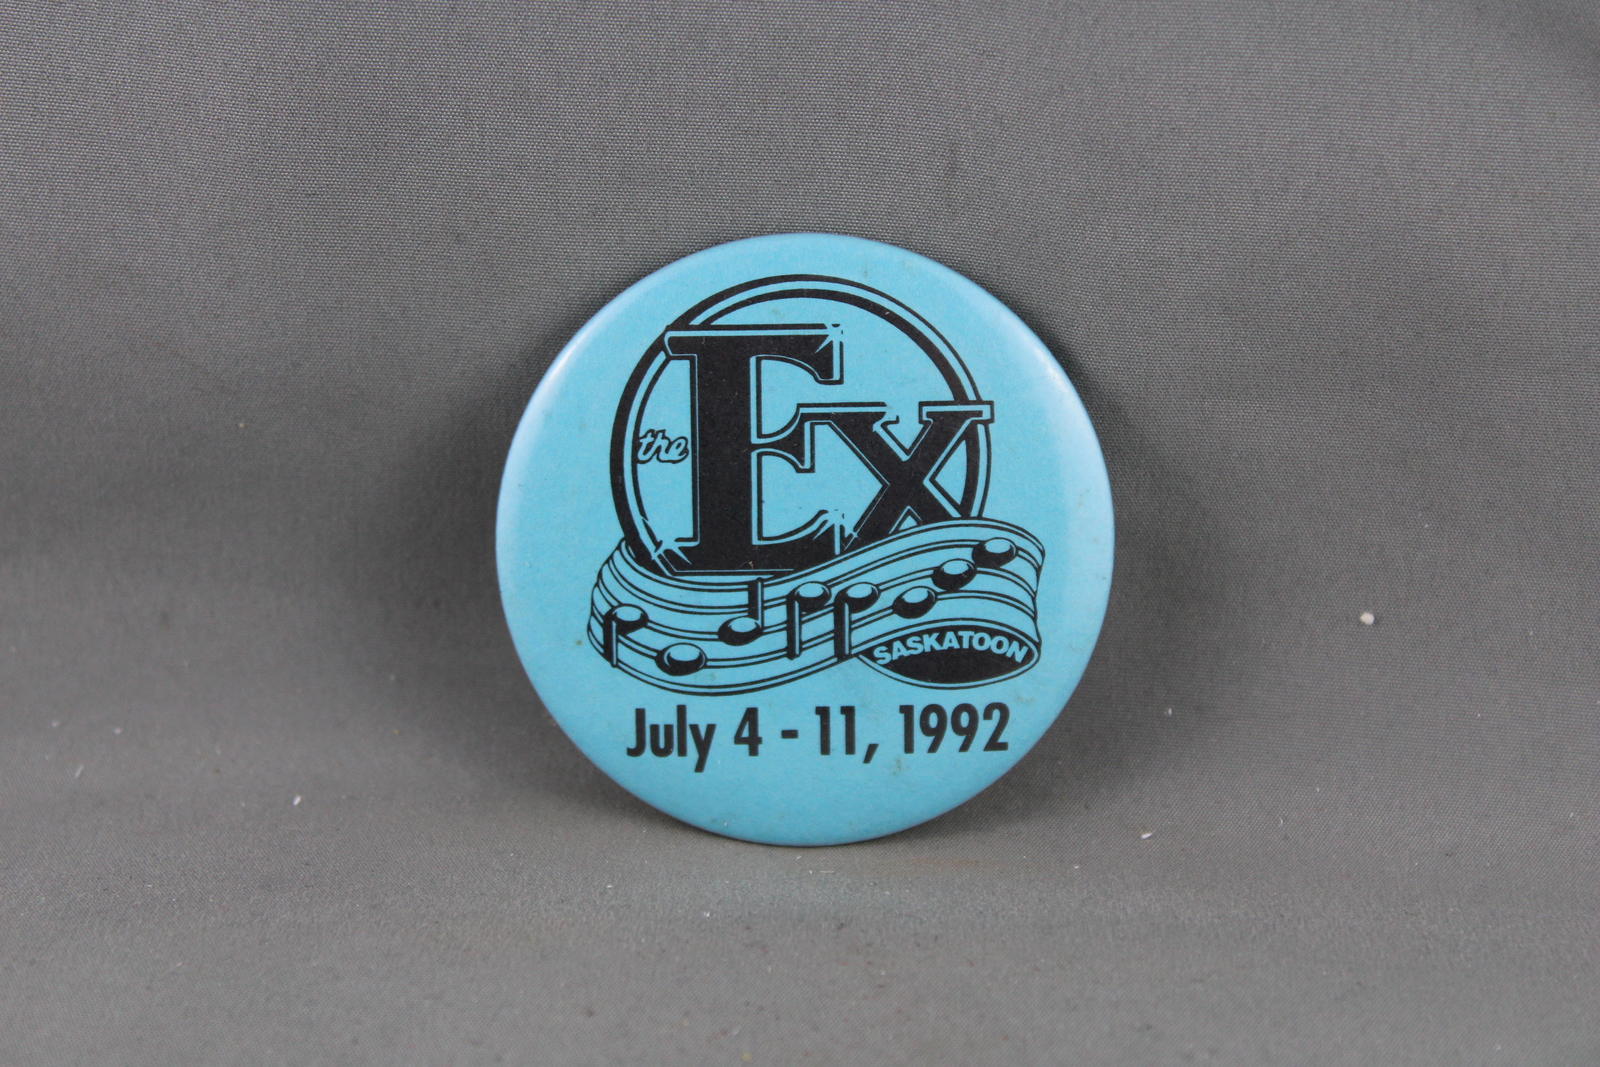 the
Ex
SASKATOON
July 4 - 11, 1992